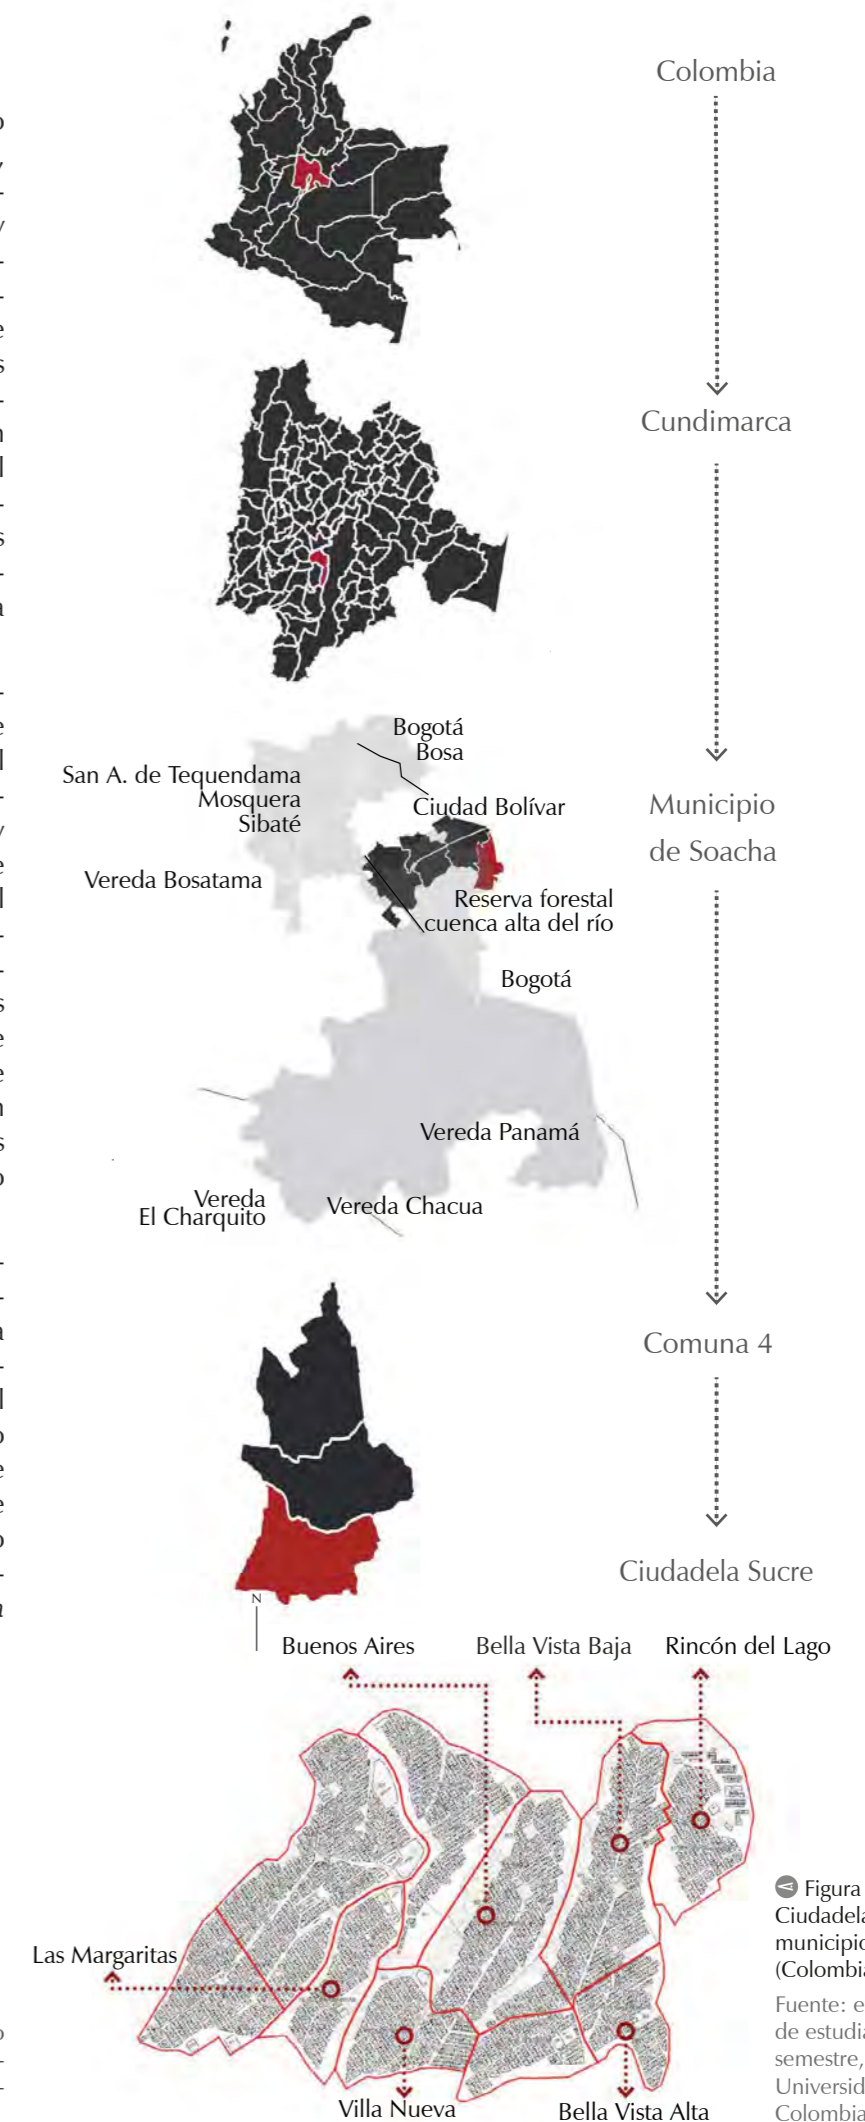 Colombia
Cundimarca
Bogotá
Bosa
San A. de Tequendama
Mosquera
Sibaté
Ciudad Bolívar
Municipio
de Soacha
Vereda Bosatama
Reserva forestal
cuenca alta del río
Bogotá
Vereda Panamá
Vereda
El Charquito
Vereda Chacua
Comuna 4
Ciudadela Sucre
N
Buenos Aires
Bella Vista Baja
Rincón del Lago
Las Margaritas
Villa Nueva
Bella Vista Alta
Figura
Ciudadela
municipio
(Colombia
Fuente: e
de estudia
semestre,
Universid
Colombia